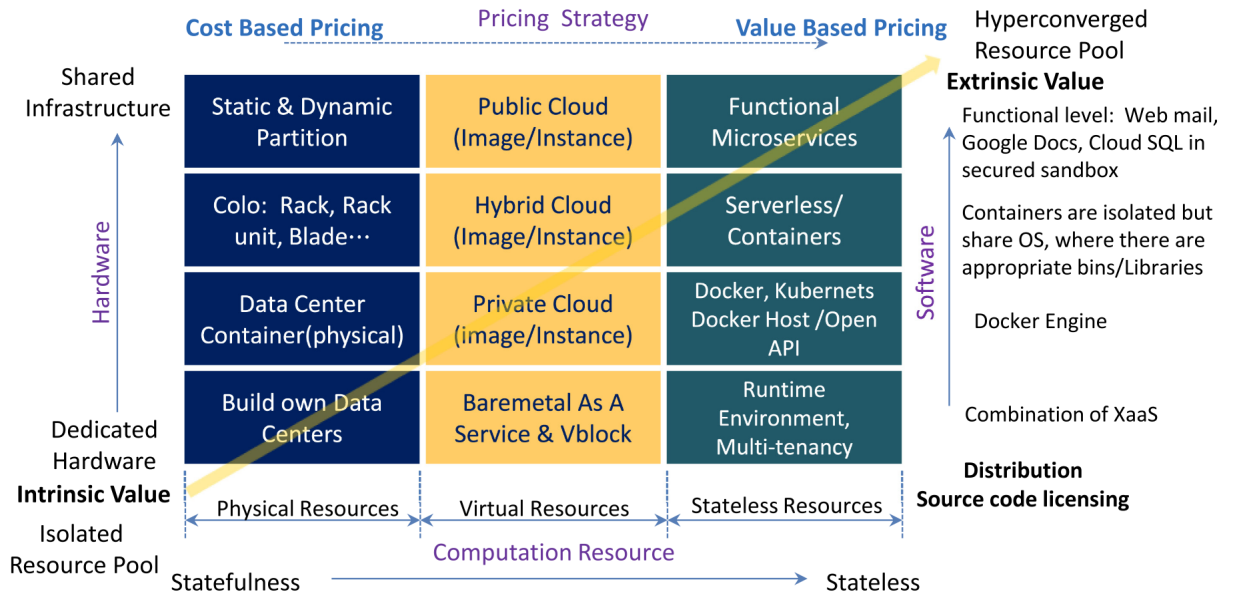 Pricing Strategy
Cost Based Pricing
Value Based Pricing
Hyperconverged
Resource Pool
Extrinsic Value
Shared
Infrastructure
Hardware
Dedicated
Hardware
Intrinsic Value
Isolated
Resource Pool
Static & Dynamic
Partition
Public Cloud
(Image/Instance)
Functional
Microservices
Colo: Rack, Rack
unit, Blade⋯
Hybrid Cloud
(Image/Instance)
Serverless/
Containers
Data Center
Container(physical)
Private Cloud
(image/Instance)
Docker, Kubernets
Docker Host /Open
API
Build own Data
Centers
Baremetal As A
Service & Vblock
Runtime
Environment,
Multi-tenancy
Software
Functional level: Web mail,
Google Docs, Cloud SQL in
secured sandbox
Containers are isolated but
share OS, where there are
appropriate bins/Libraries
Docker Engine
Combination of XaaS
Distribution
Source code licensing
Physical Resources
Virtual Resources
Stateless Resources
Computation Resource
Statefulness
Stateless